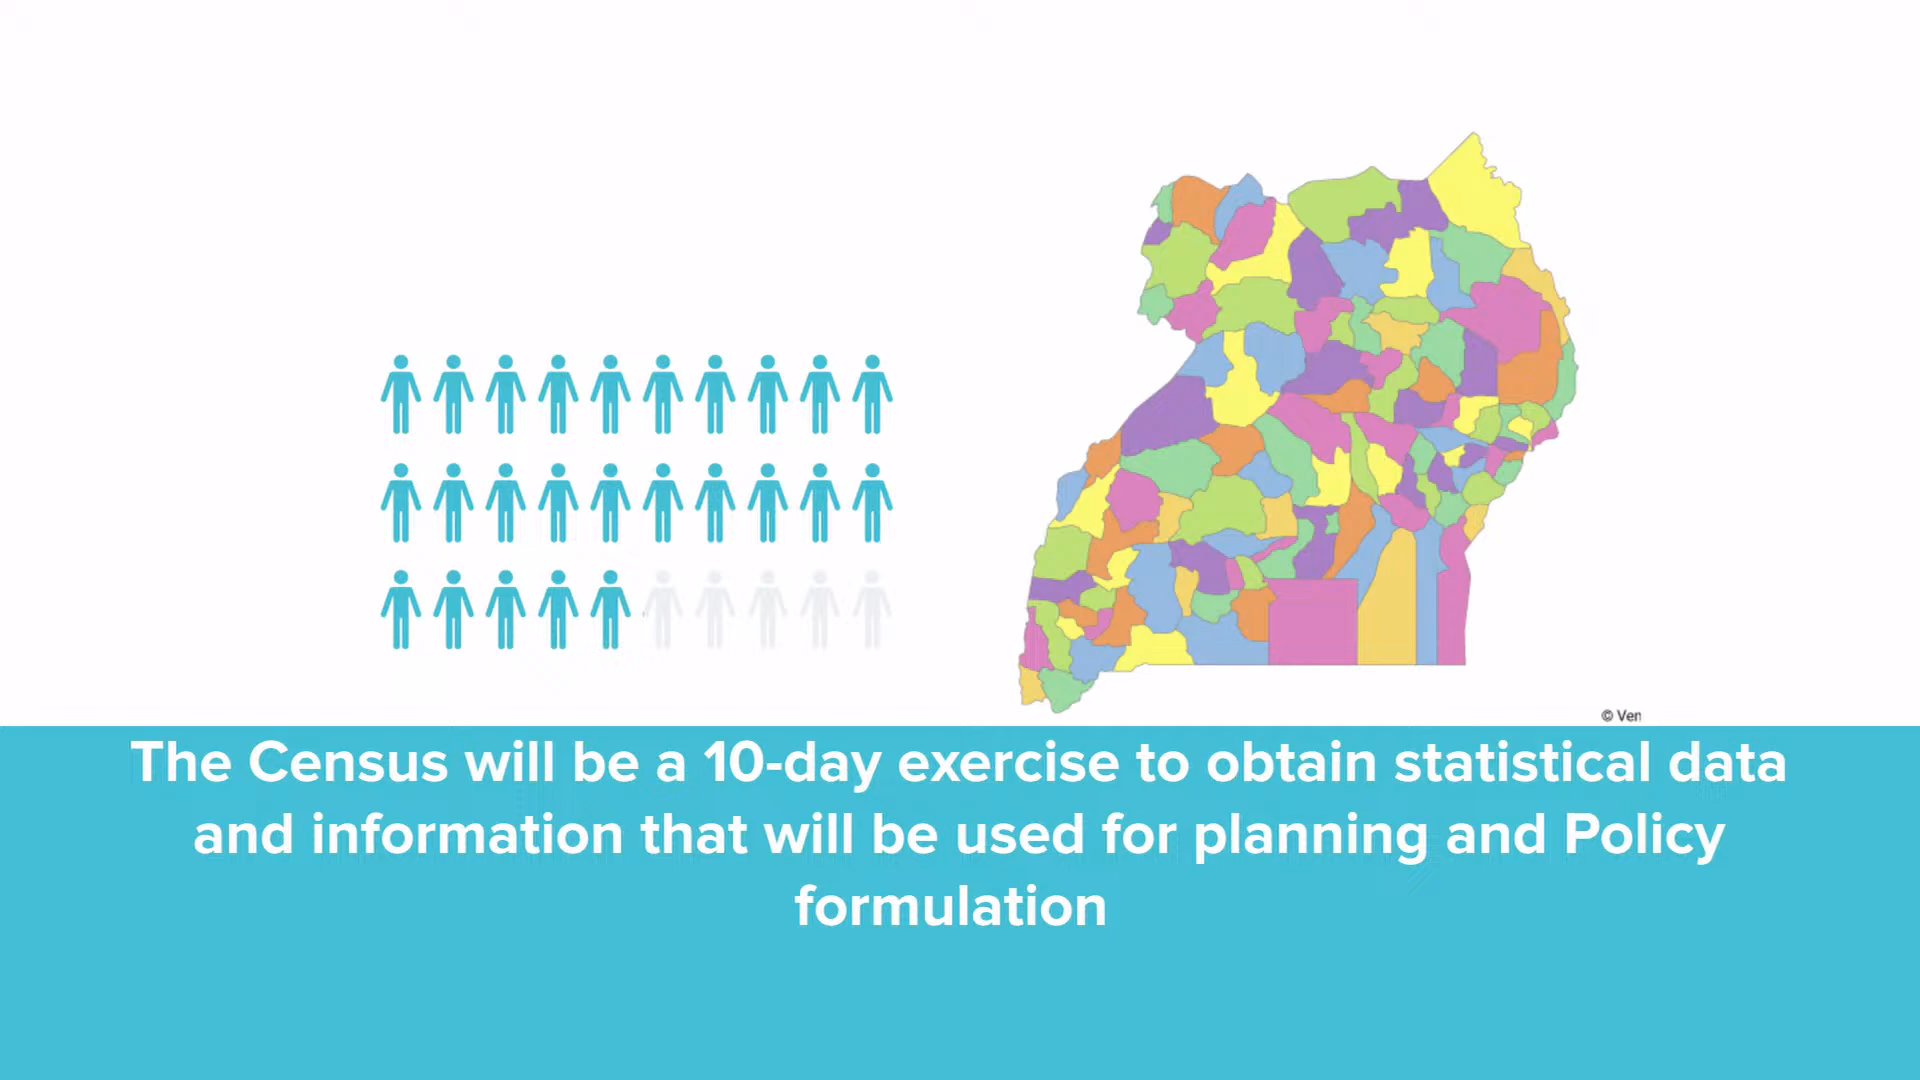 © Ven
The Census will be a 10-day exercise to obtain statistical data
and information that will be used for planning and Policy
formulation